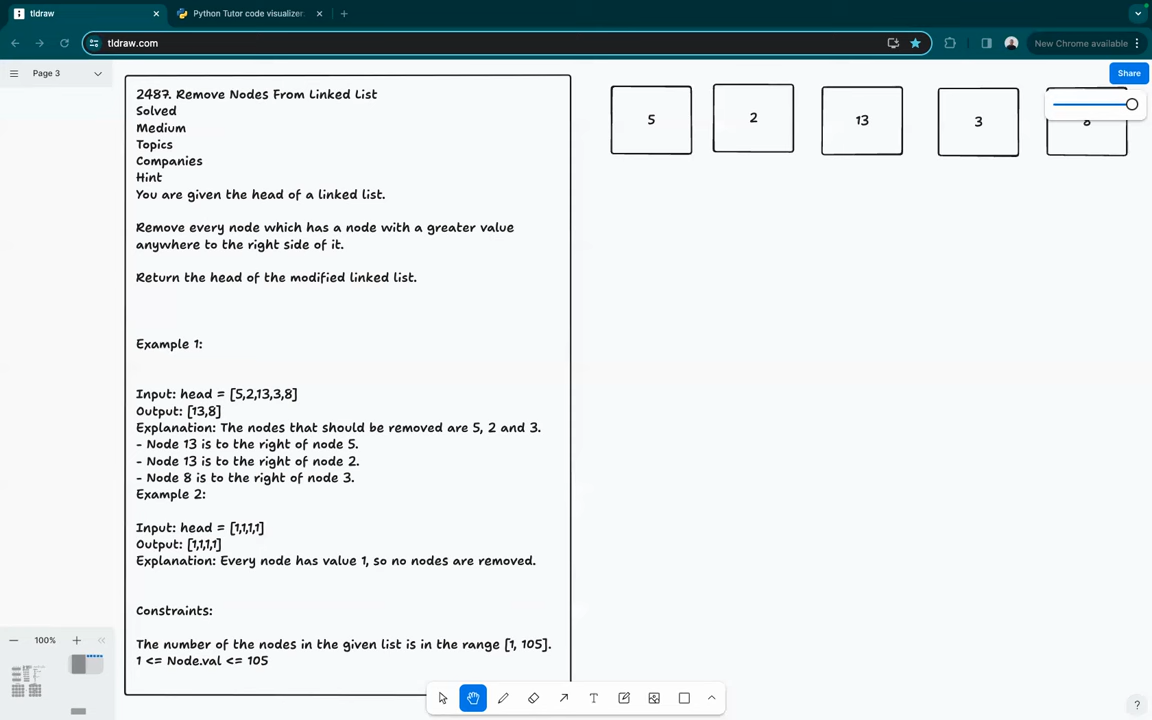 tldraw
Python Tutor code visualizer
tldraw.com
New Chrome available
Page 3
Share
2487. Remove Nodes From Linked List
Solved
Medium
Topics
Companies
Hint
You are given the head of a linked list.
Remove every node which has a node with a greater value
anywhere to the right side of it.
Return the head of the modified linked list.
Example 1:
Input: head = [5,2,13,3,8]
Output: [13,8]
Explanation: The nodes that should be removed are 5, 2 and 3.
- Node 13 is to the right of node 5.
- Node 13 is to the right of node 2.
- Node 8 is to the right of node 3.
Example 2:
Input: head = [1,1,1,1]
Output: [1,1,1,1]
Explanation: Every node has value 1, so no nodes are removed.
Constraints:
The number of the nodes in the given list is in the range [1, 105].
1 <= Node.val <= 105
5 2 13 3 8
100%
T
?